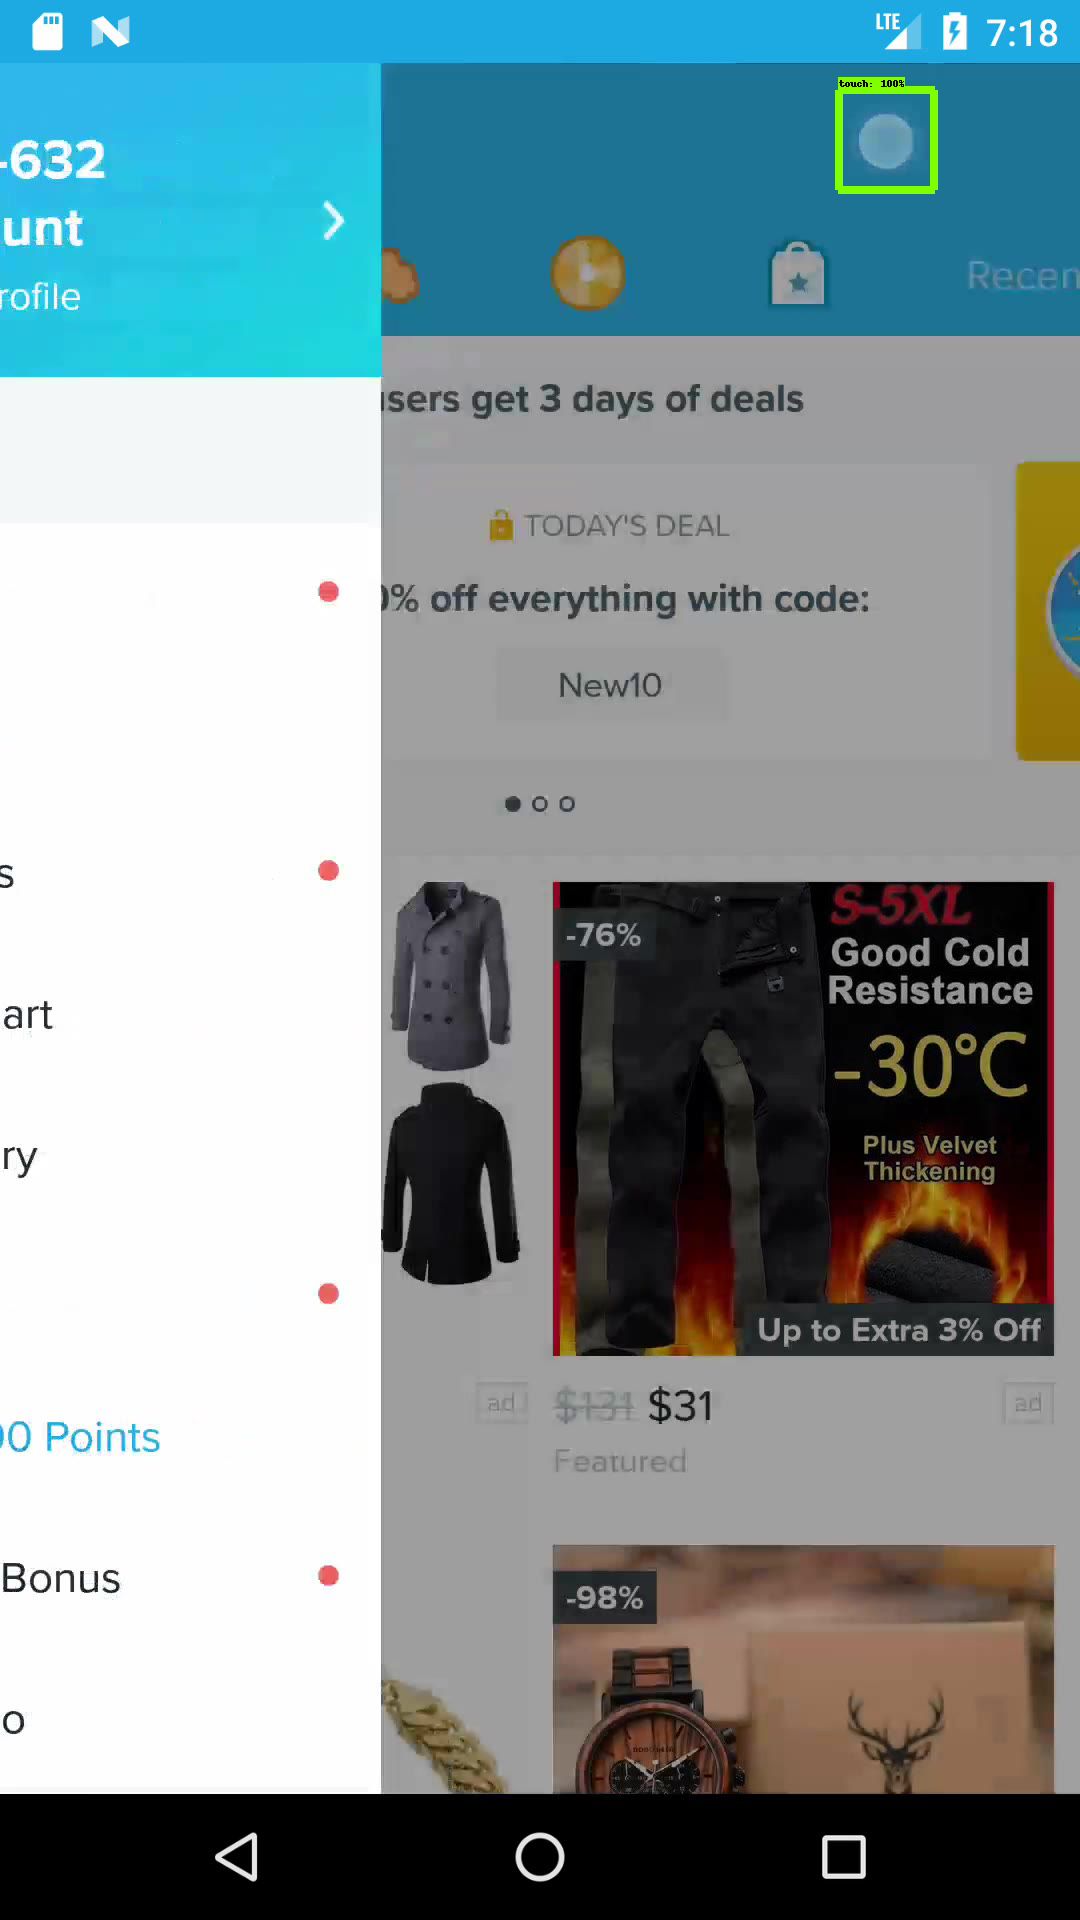 LTE 7:18
touch: 100%
-632
unt
rofile
Recen
users get 3 days of deals
TODAY'S DEAL
0% off everything with code:
New10
s
art
ry
00 Points
Bonus
o
-76%
S-5XL
Good Cold
Resistance
-30°C
Plus Velvet
Thickening
Up to Extra 3% Off
ad
$131 $31
ad
Featured
-98%